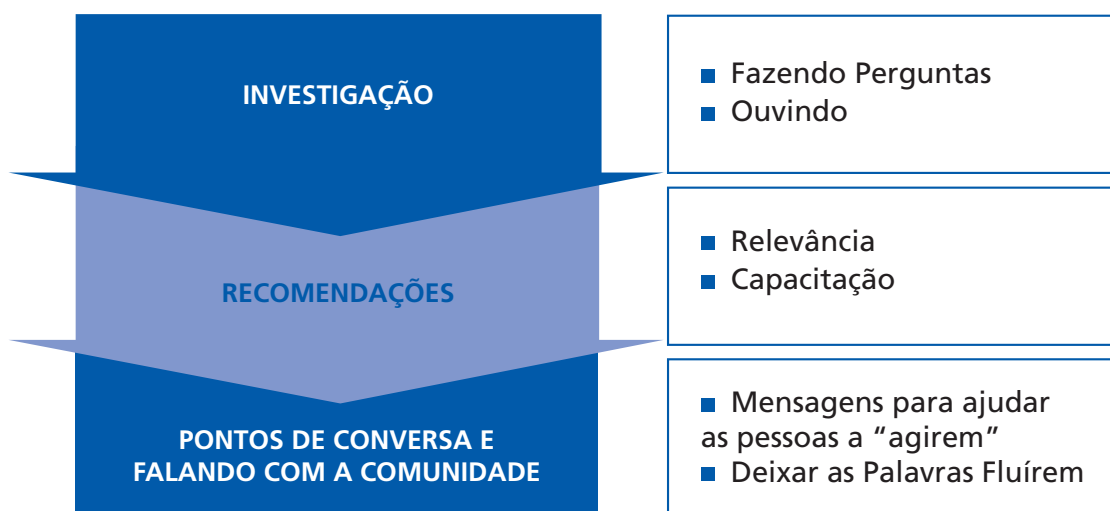 INVESTIGAÇÃO
■ Fazendo Perguntas
■ Ouvindo
RECOMENDAÇÕES
■ Relevância
■ Capacitação
PONTOS DE CONVERSA E
FALANDO COM A COMUNIDADE
■ Mensagens para ajudar
as pessoas a “agirem”
■ Deixar as Palavras Fluírem